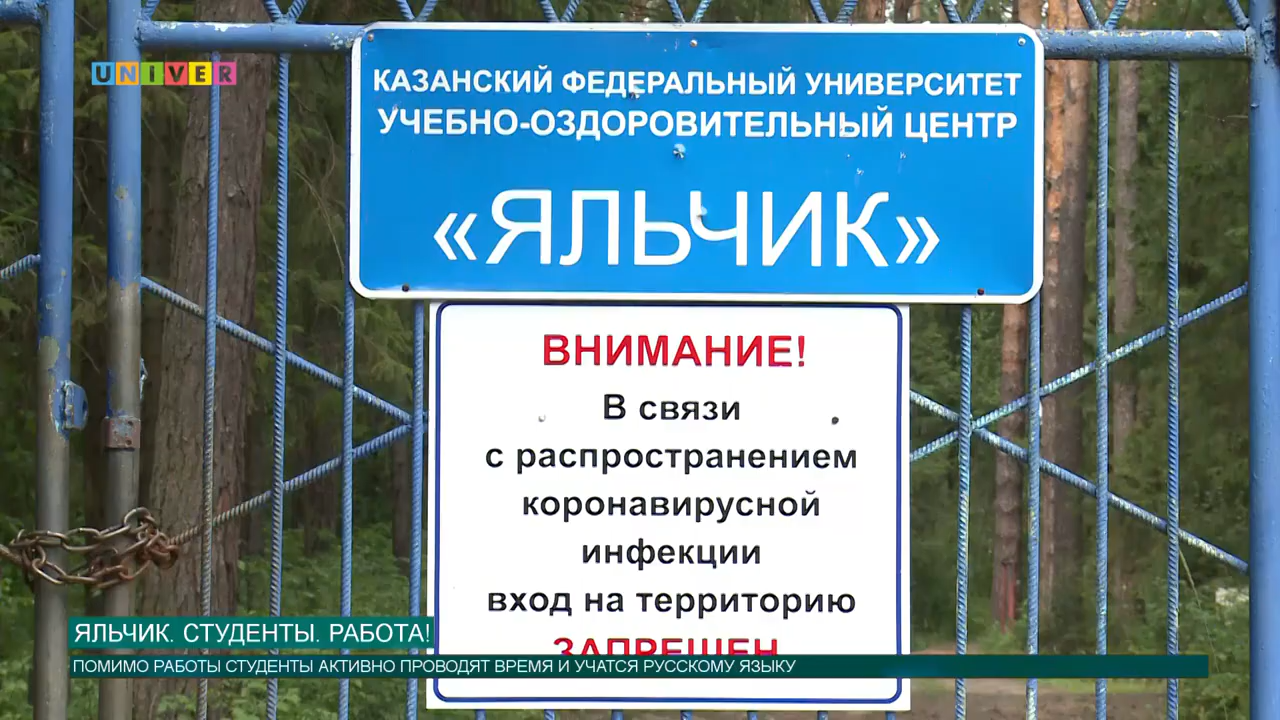 UNIVER
КАЗАНСКИЙ ФЕДЕРАЛЬНЫЙ УНИВЕРСИТЕТ
УЧЕБНО-ОЗДОРОВИТЕЛЬНЫЙ ЦЕНТР
«ЯЛЬЧИК»
ВНИМАНИЕ!
В связи
с распространением
коронавирусной
инфекции
вход на территорию
ЗАПРЕЩЕН
ЯЛЬЧИК. СТУДЕНТЫ. РАБОТА!
ПОМИМО РАБОТЫ СТУДЕНТЫ АКТИВНО ПРОВОДЯТ ВРЕМЯ И УЧАТСЯ РУССКОМУ ЯЗЫКУ